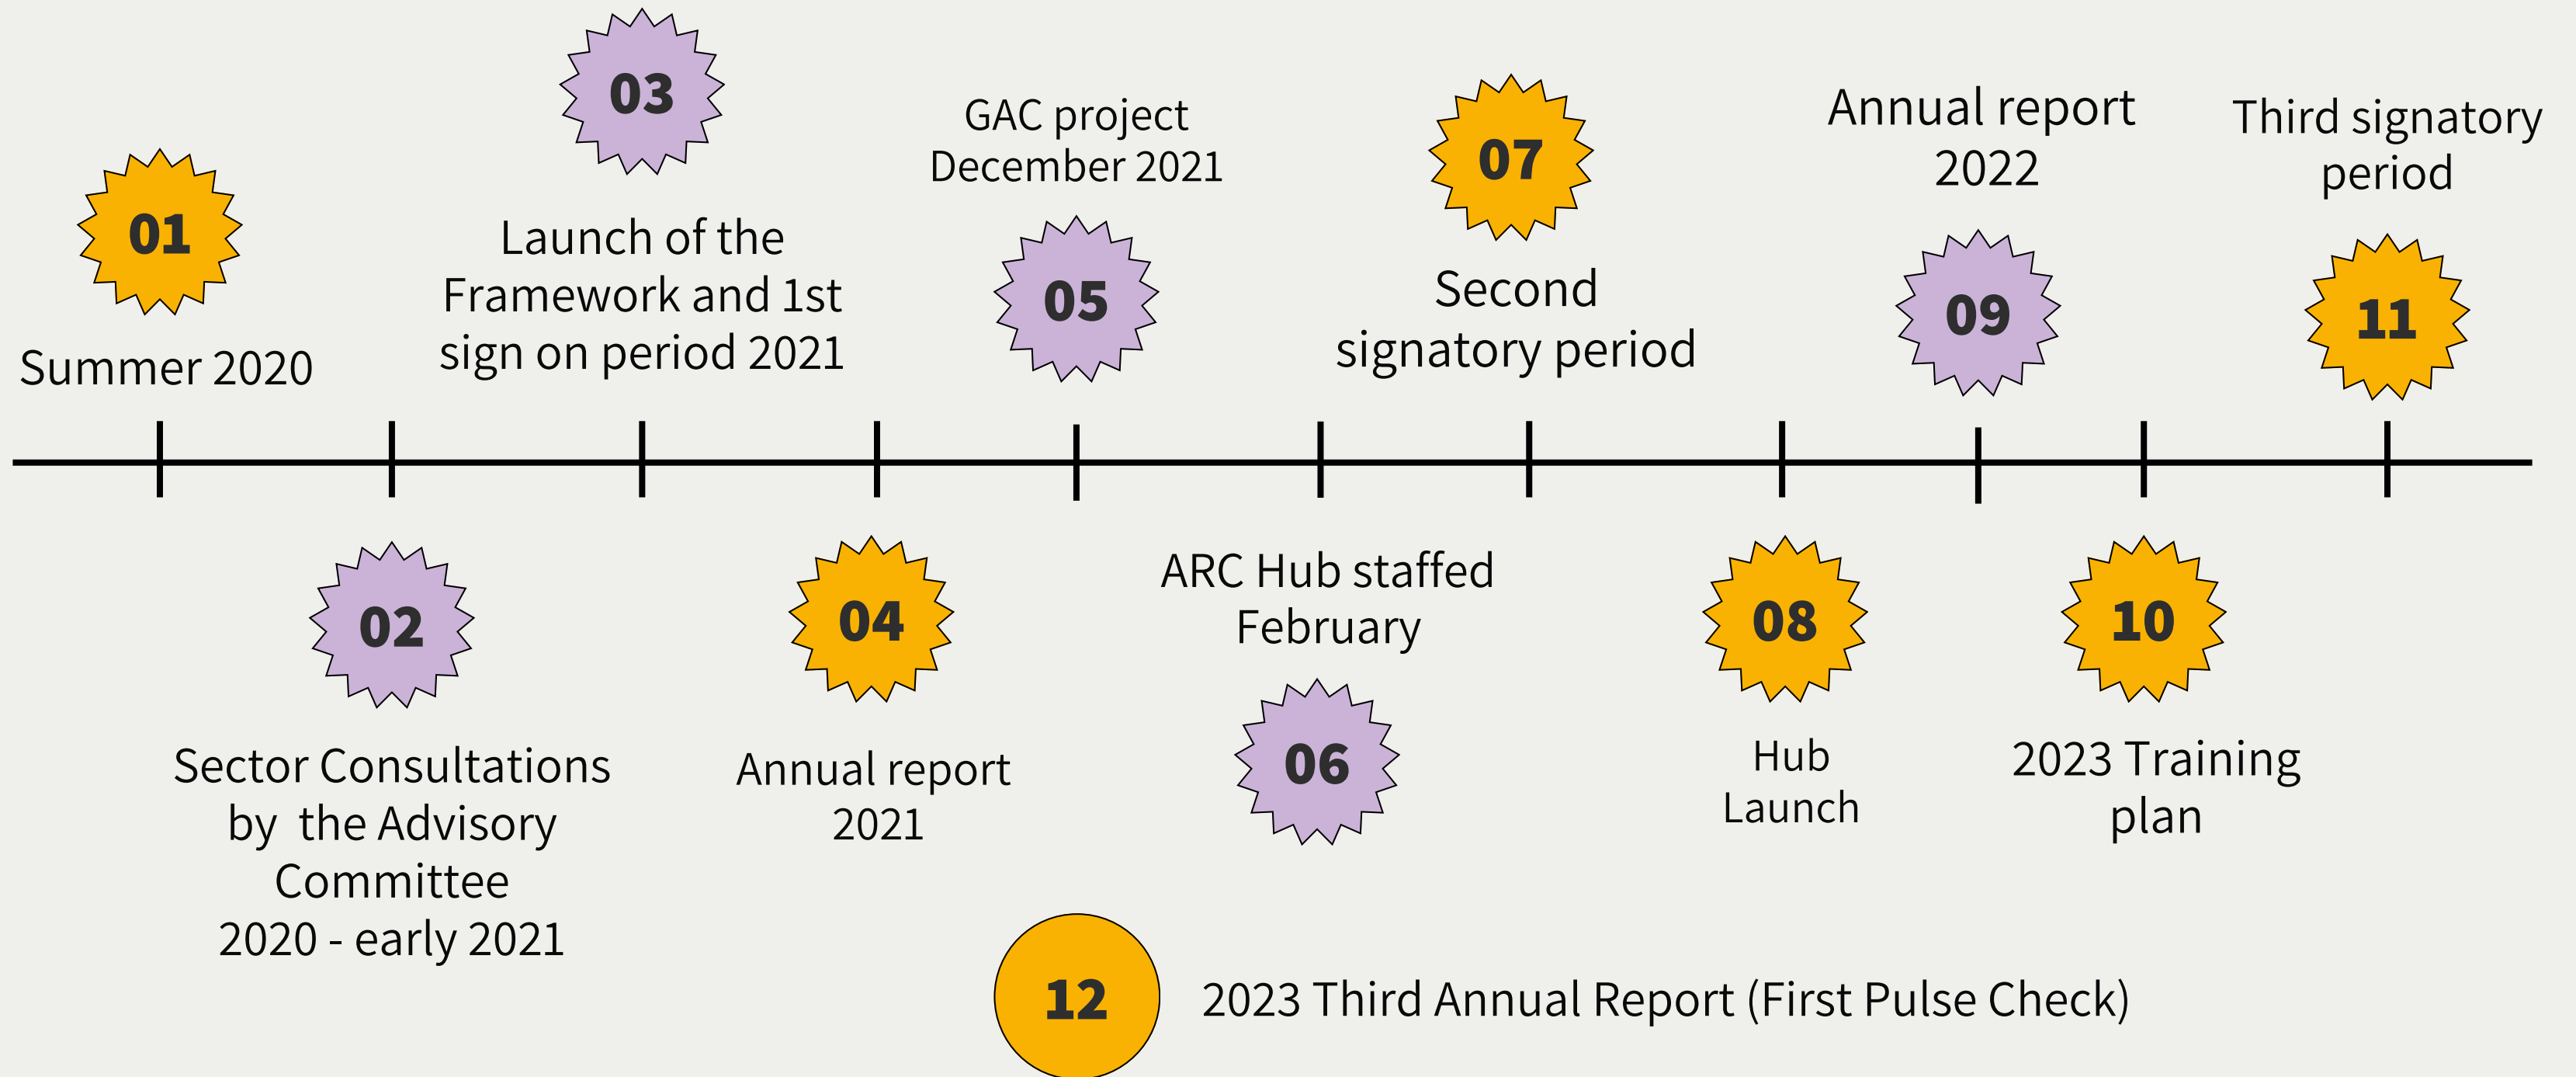 01
Summer 2020
02
Sector Consultations
by  the Advisory
Committee
2020 - early 2021
03
Launch of the
Framework and 1st
sign on period 2021
04
Annual report
2021
GAC project
December 2021
05
ARC Hub staffed
February
06
07
Second
signatory period
08
Hub
Launch
Annual report
2022
09
10
2023 Training
plan
Third signatory
period
11
12
2023 Third Annual Report (First Pulse Check)